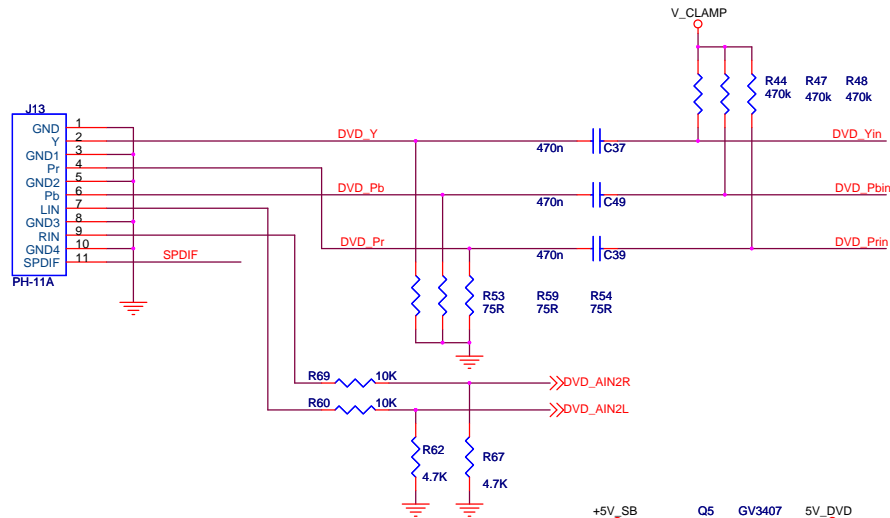 V_CLAMP
R44 R47 R48
470k 470k 470k
J13
GND 1
Y 2
GND1 3
Pr 4
GND2 5
Pb 6
LIN 7
GND3 8
RIN 9
GND4 10
SPDIF 11
PH-11A
SPDIF
DVD_Y
470n C37
DVD_Yin
DVD_Pb
470n C49
DVD_Pbin
DVD_Pr
470n C39
DVD_Prin
R53 R59 R54
75R 75R 75R
R69 10K
DVD_AIN2R
R60 10K
DVD_AIN2L
R62
4.7K
R67
4.7K
+5V_SB Q5 GV3407 5V_DVD